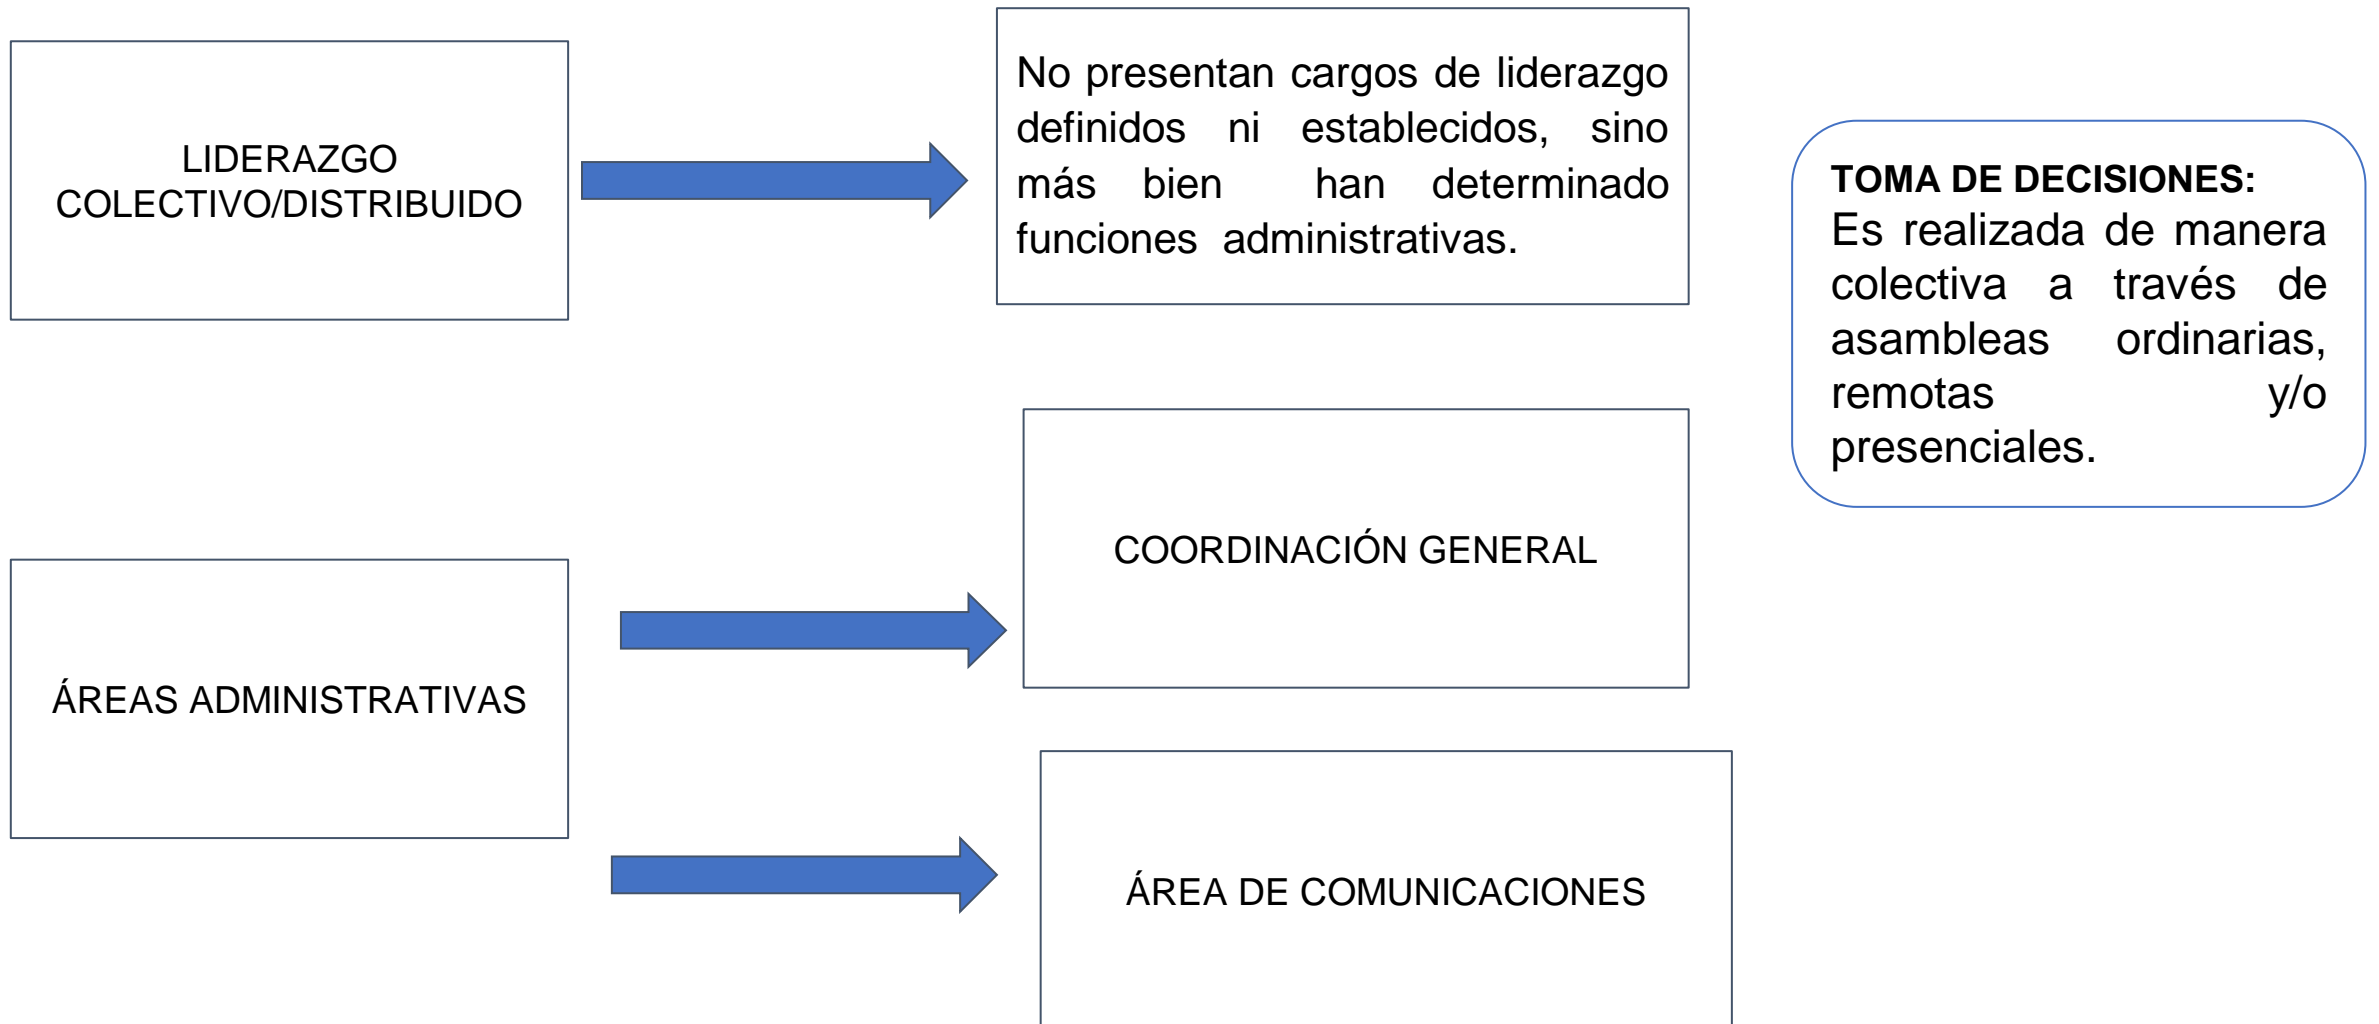 LIDERAZGO
COLECTIVO/DISTRIBUIDO
No presentan cargos de liderazgo
definidos ni establecidos, sino
más bien han determinado
funciones administrativas.
TOMA DE DECISIONES:
Es realizada de manera
colectiva a través de
asambleas ordinarias,
remotas y/o
presenciales.
ÁREAS ADMINISTRATIVAS
COORDINACIÓN GENERAL
ÁREA DE COMUNICACIONES